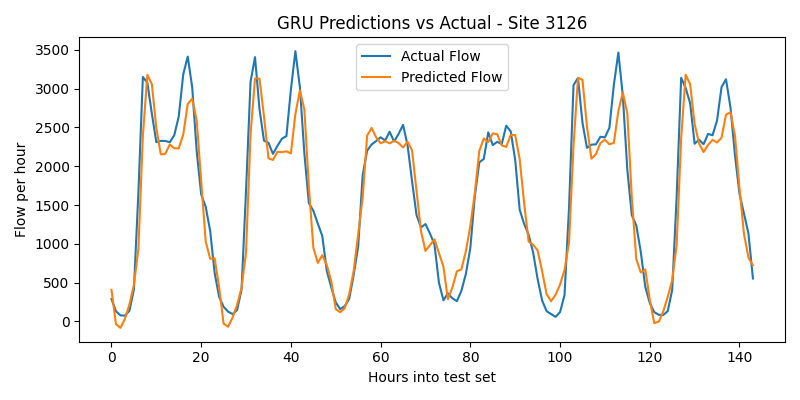 GRU Predictions vs Actual - Site 3126
Actual Flow
Predicted Flow
Flow per hour
3500
3000
2500
2000
1500
1000
500
0
0 20 40 60 80 100 120 140
Hours into test set